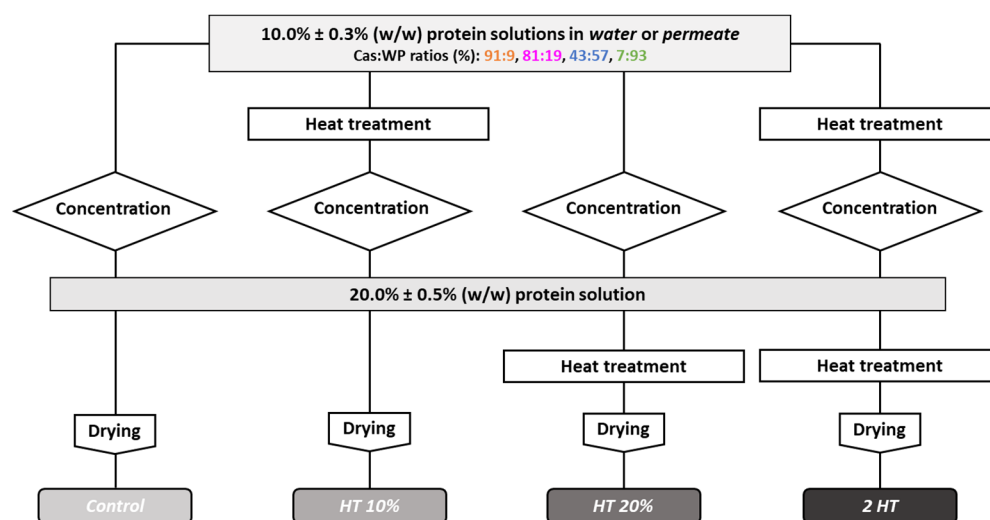 10.0% ± 0.3% (w/w) protein solutions in water or permeate
Cas:WP ratios (%): 91:9, 81:19, 43:57, 7:93
Heat treatment
Heat treatment
Concentration
Concentration
Concentration
Concentration
20.0% ± 0.5% (w/w) protein solution
Heat treatment
Heat treatment
Drying
Drying
Drying
Drying
Control
HT 10%
HT 20%
2 HT